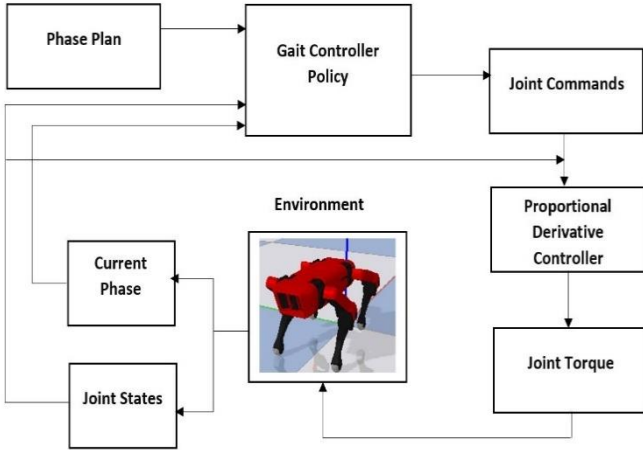 Phase Plan
Gait Controller
Policy
Joint Commands
Environment
Proportional
Derivative
Controller
Current
Phase
Joint Torque
Joint States